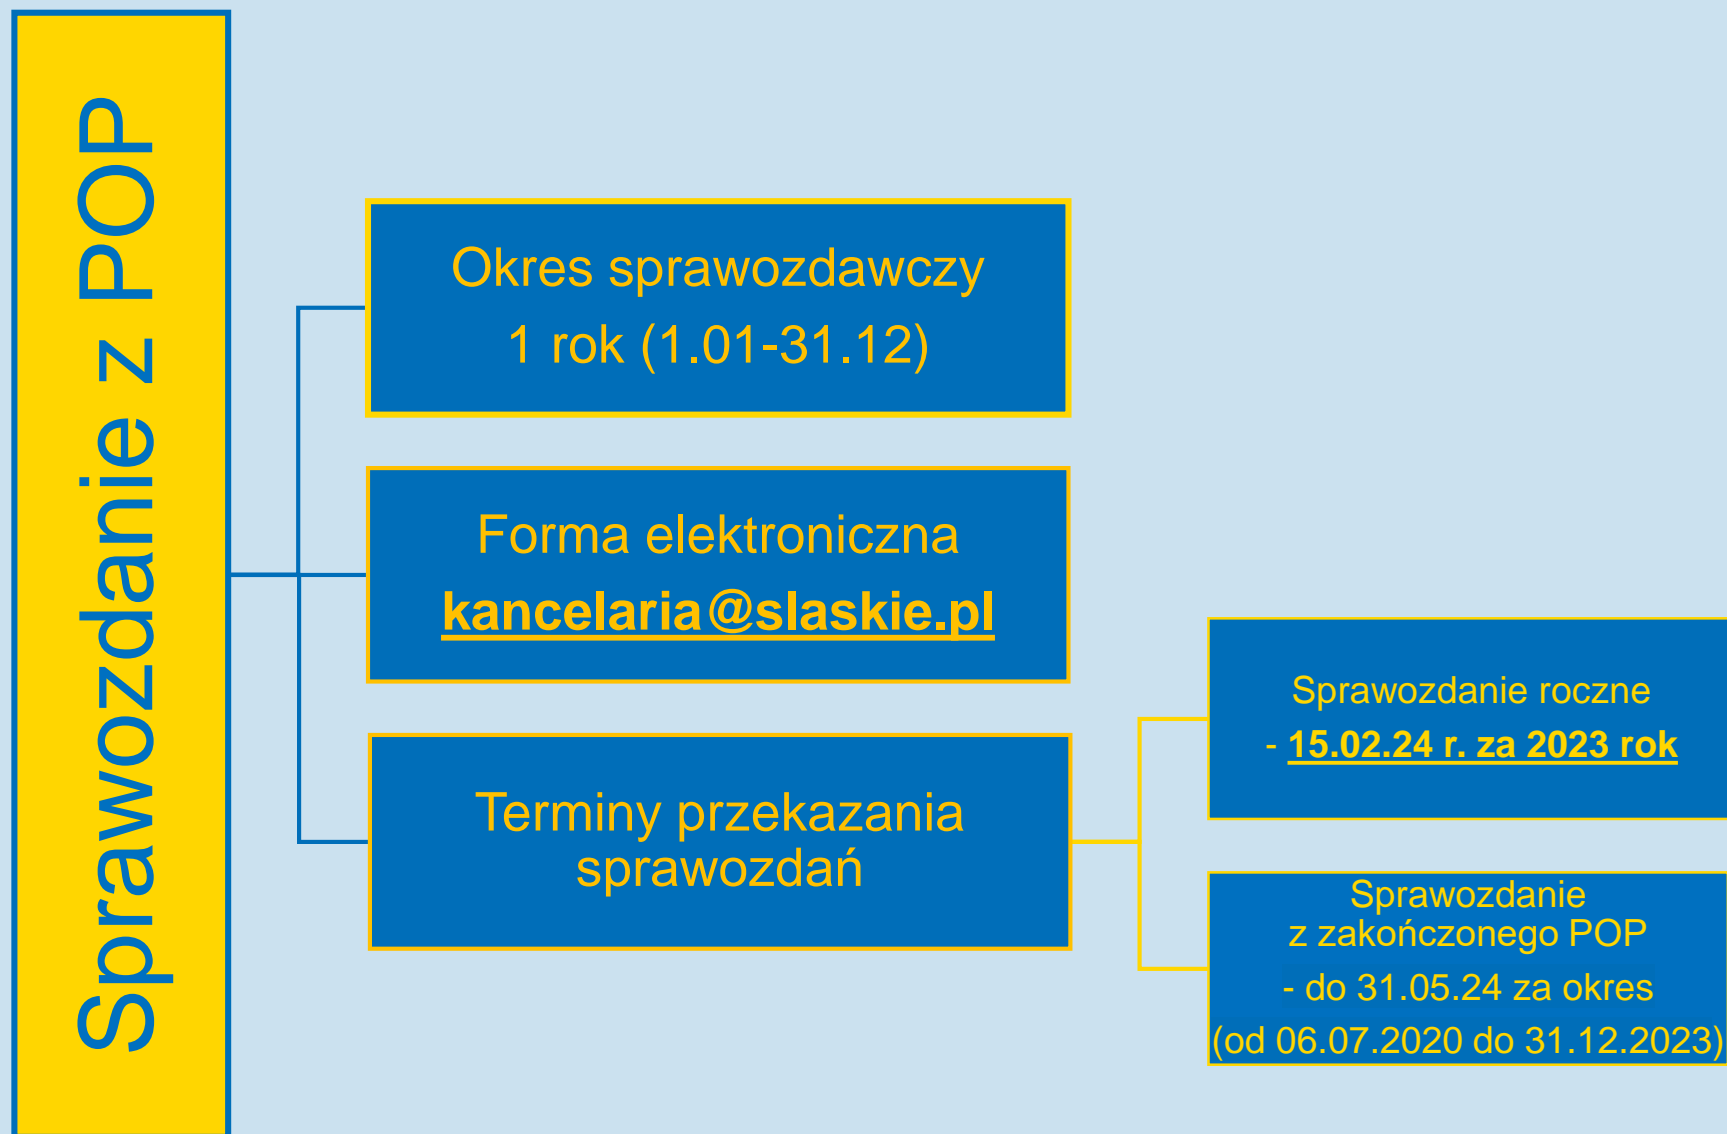 Sprawozdanie z POP
Okres sprawozdawczy
1 rok (1.01-31.12)
Forma elektroniczna
kancelaria@slaskie.pl
Terminy przekazania
sprawozdań
Sprawozdanie roczne
- 15.02.24 r. za 2023 rok
Sprawozdanie
z zakończonego POP
- do 31.05.24 za okres
(od 06.07.2020 do 31.12.2023)